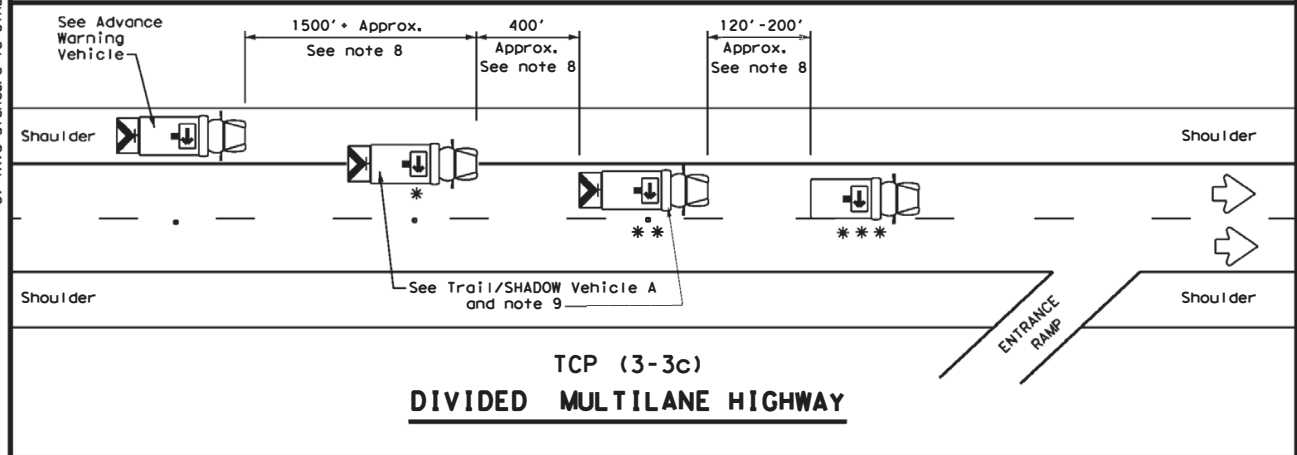 See Advance
Warning
Vehicle
1500'+ Approx.
See note 8
400'
Approx.
See note 8
120'-200'
Approx.
See note 8
Shoulder
Shoulder
*
**
***
Shoulder
See Trail/SHADOW Vehicle A
and note 9
Shoulder
ENTRANCE
RAMP
TCP (3-3c)
DIVIDED MULTILANE HIGHWAY